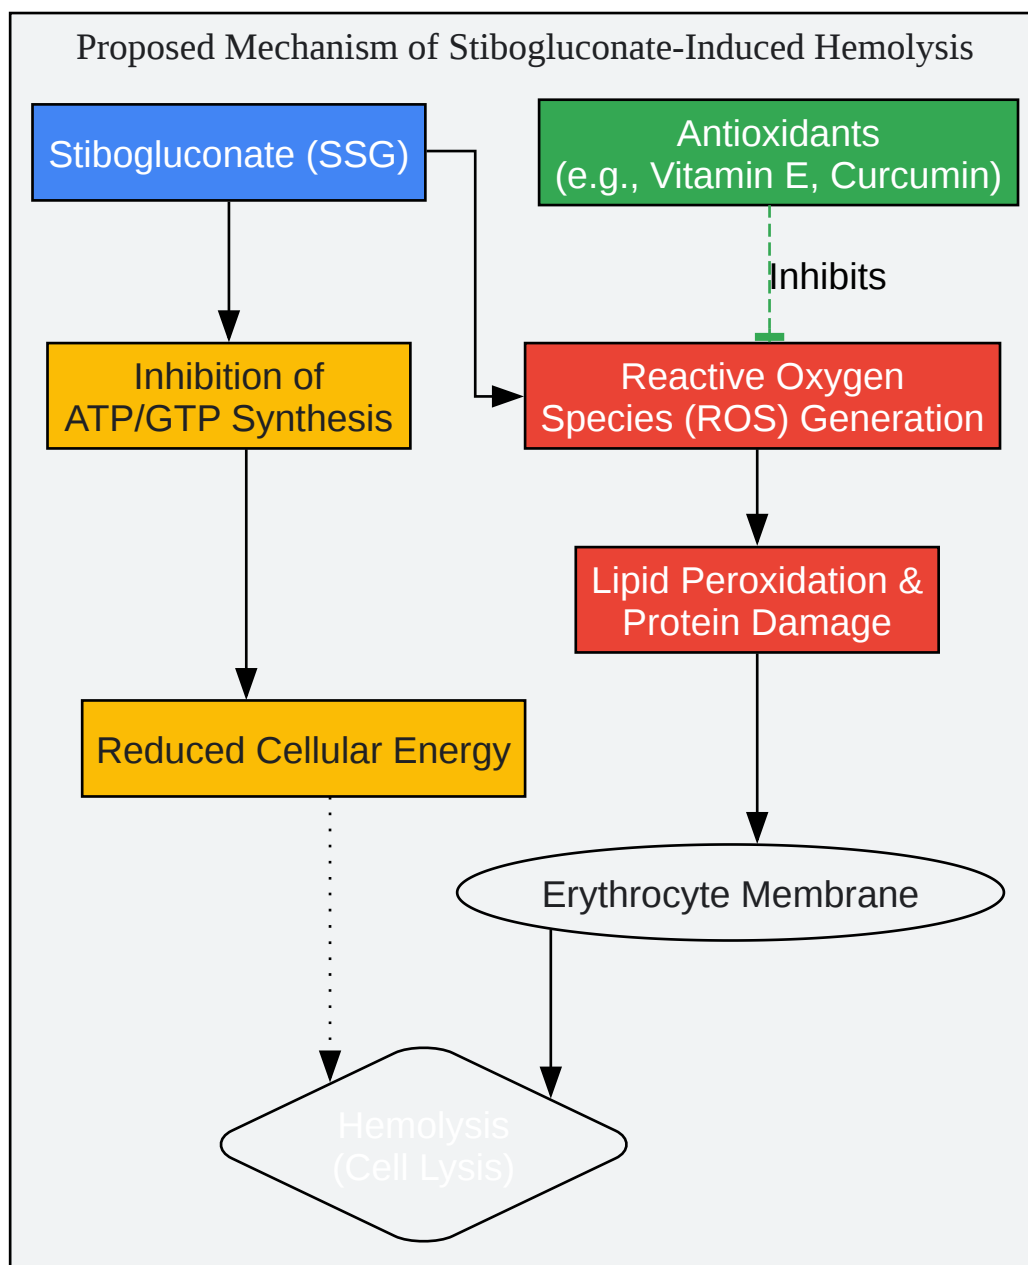 Proposed Mechanism of Stibogluconate-Induced Hemolysis
Stibogluconate (SSG)
Antioxidants
(e.g., Vitamin E, Curcumin)
Inhibits
Inhibition of
ATP/GTP Synthesis
Reactive Oxygen
Species (ROS) Generation
Lipid Peroxidation &
Protein Damage
Reduced Cellular Energy
Erythrocyte Membrane
Hemolysis
(Cell Lysis)